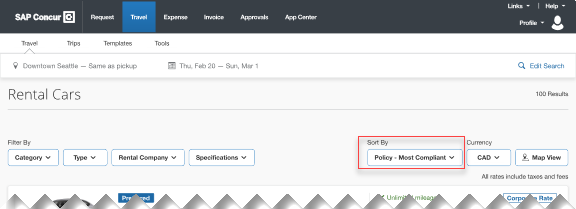 Links | Help
SAP Concur C Request Travel Expense Invoice Approvals App Center
Profile
Travel Trips Templates Tools
Downtown Seattle — Same as pickup Thu, Feb 20 — Sun, Mar 1 Edit Search
Rental Cars 100 Results
Filter By Sort By Currency
Category Type Rental Company Specifications Policy - Most Compliant CAD Map View
All rates include taxes and fees
Preferred Unlimited mileage Corporate Rate